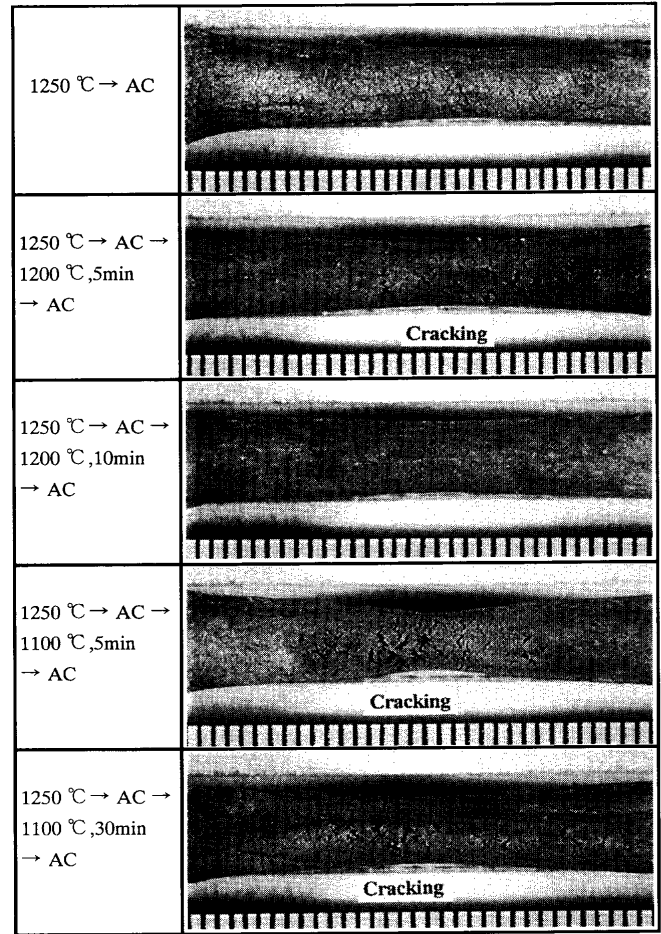 1250 ℃ → AC
1250 ℃ → AC →
1200 ℃,5min
→ AC
Cracking
1250 ℃ → AC →
1200 ℃,10min
→ AC
1250 ℃ → AC →
1100 ℃,5min
→ AC
Cracking
1250 ℃ → AC →
1100 ℃,30min
→ AC
Cracking